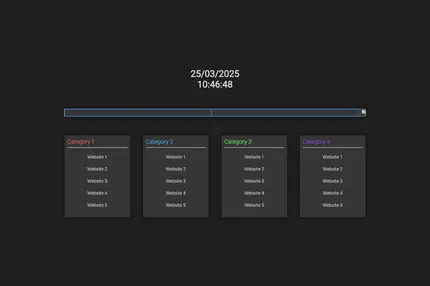 25/03/2025
10:46:48
Category 1
Website 1
Website 2
Website 3
Website 4
Website 5
Category 2
Website 1
Website 2
Website 3
Website 4
Website 5
Category 3
Website 1
Website 2
Website 3
Website 4
Website 5
Category 4
Website 1
Website 2
Website 3
Website 4
Website 5